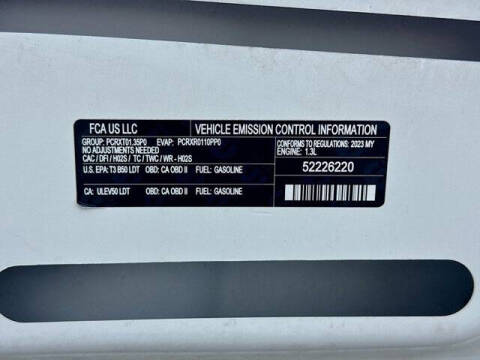 FCA US LLC VEHICLE EMISSION CONTROL INFORMATION
GROUP: PCRXT01.35P0 EVAP: PCRXR0110PP0
NO ADJUSTMENTS NEEDED
CAC / DFI / HO2S / TC / TWC / WR - HO2S
CONFORMS TO REGULATIONS: 2023 MY
ENGINE: 1.3L
U.S. EPA: T3 B50 LDT OBD: CA OBD II FUEL: GASOLINE
52226220
CA: ULEV50 LDT OBD: CA OBD II FUEL: GASOLINE